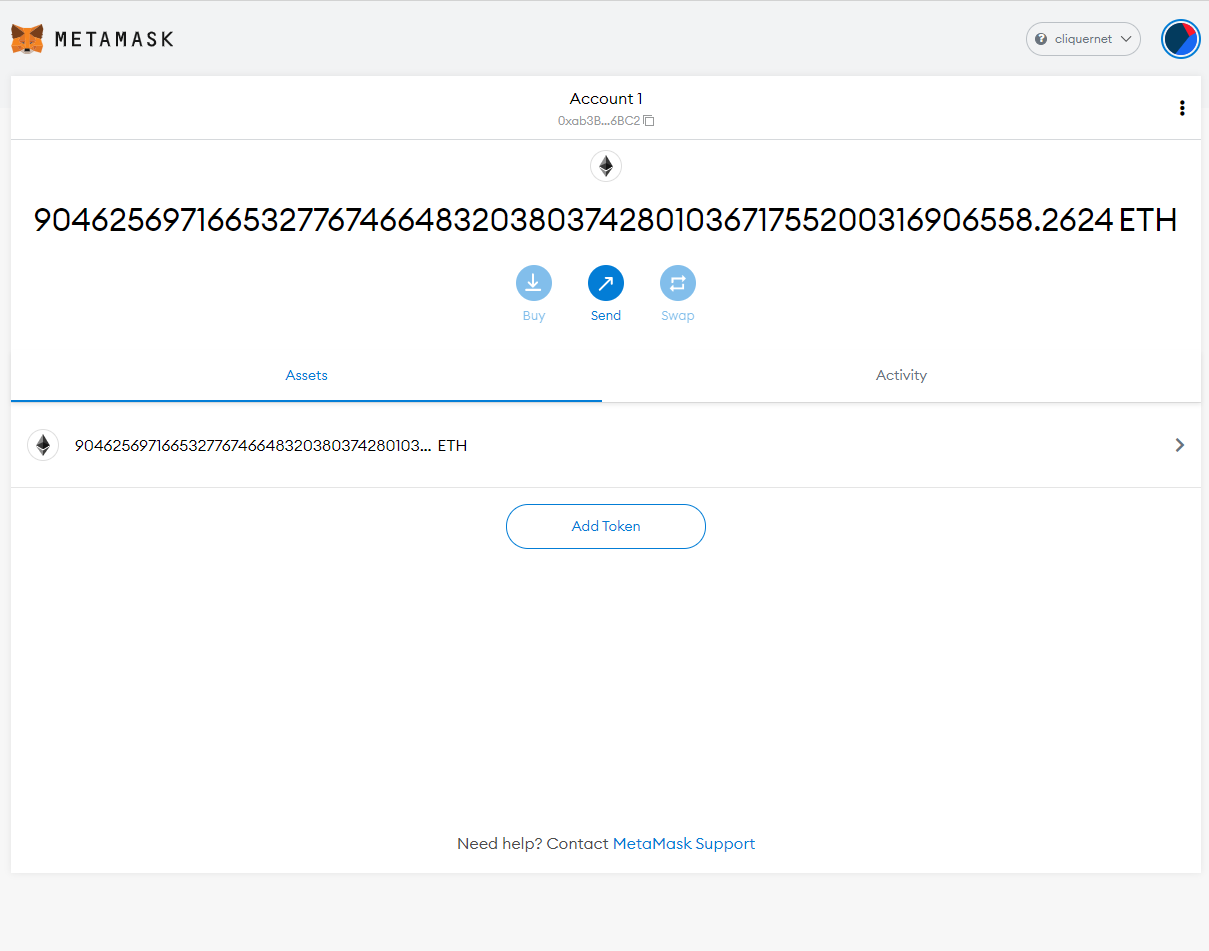 METAMASK
cliquernet
Account 1
0xab3B...6BC2
904625697166532776746648320380374280103671755200316906558.2624 ETH
Buy Send Swap
Assets Activity
904625697166532776746648320380374280103... ETH
Add Token
Need help? Contact MetaMask Support